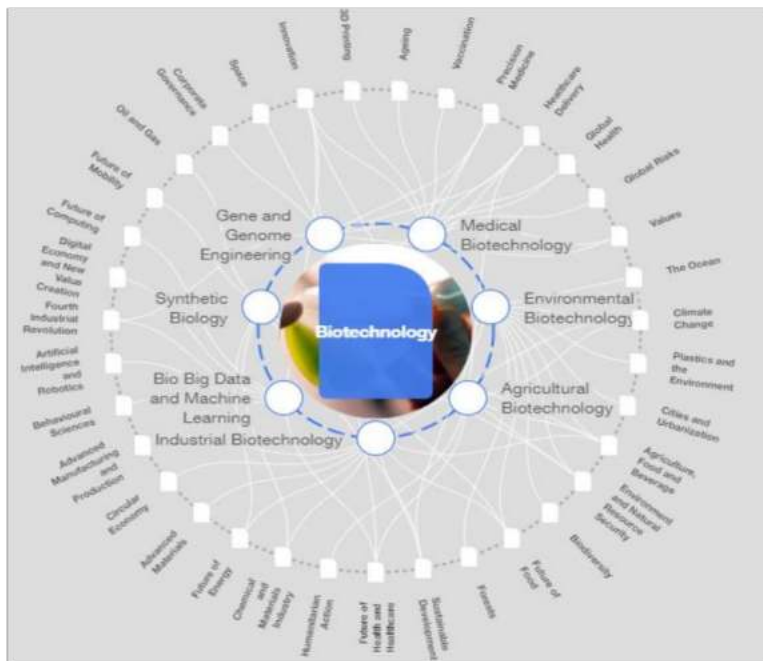 Biotechnology
Gene and
Genome
Engineering
Medical
Biotechnology
Synthetic
Biology
Environmental
Biotechnology
Bio Big Data
and Machine
Learning
Agricultural
Biotechnology
Industrial Biotechnology
3D Printing
Ageing
Vaccination
Precision
Medicine
Healthcare
Delivery
Global
Health
Global Risks
Values
The Ocean
Climate
Change
Plastics and
the
Environment
Cities and
Urbanization
Agriculture,
Food and
Beverage
Environment
and Natural
Resource
Security
Biodiversity
Future of
Food
Forests
Sustainable
Development
Future of
Health and
Healthcare
Humanitarian
Action
Chemical
and
Materials
Industry
Future of
Energy
Advanced
Materials
Circular
Economy
Advanced
Manufacturing
and
Production
Behavioural
Sciences
Artificial
Intelligence
and
Robotics
Fourth
Industrial
Revolution
Digital
Economy
and New
Value
Creation
Future of
Computing
Future of
Mobility
Oil and Gas
Corporate
Governance
Space
Innovation